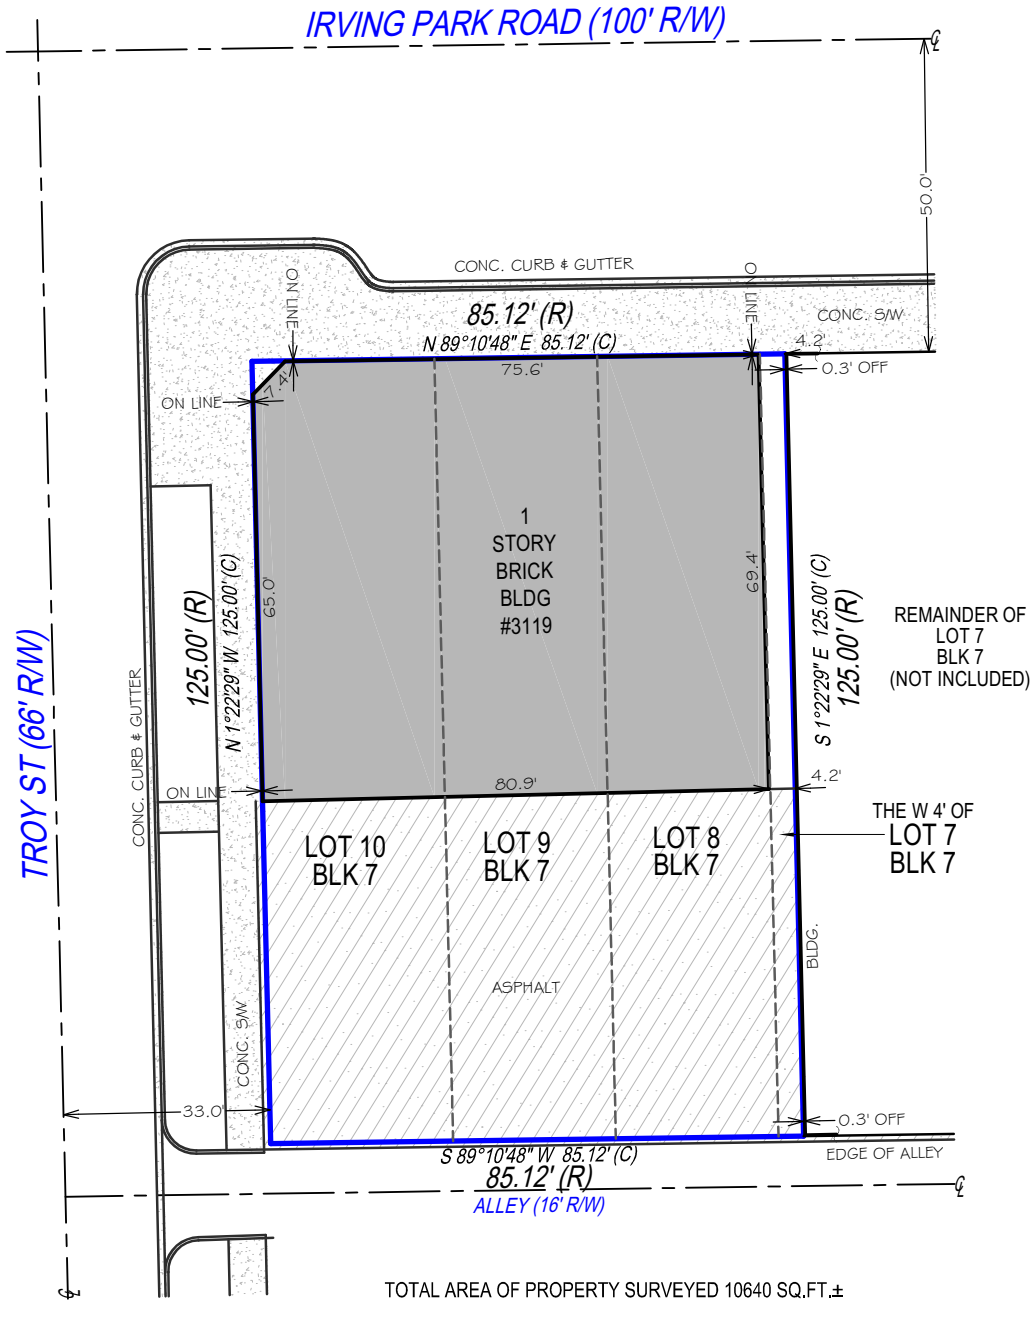 IRVING PARK ROAD (100' R/W)
℄
50.0'
CONC. CURB & GUTTER
ON LINE
ON LINE
85.12' (R)
CONC. S/W
N 89°10'48" E 85.12' (C)
4.2'
75.6'
0.3' OFF
7.4'
ON LINE
1
STORY
BRICK
BLDG
#3119
65.0'
69.4'
125.00' (R)
N 1°22'29" W 125.00' (C)
S 1°22'29" E 125.00' (C)
125.00' (R)
REMAINDER OF
LOT 7
BLK 7
(NOT INCLUDED)
TROY ST (66' R/W)
CONC. CURB & GUTTER
ON LINE
80.9'
4.2'
THE W 4' OF
LOT 7
BLK 7
LOT 10
BLK 7
LOT 9
BLK 7
LOT 8
BLK 7
BLDG.
ASPHALT
CONC. S/W
33.0'
0.3' OFF
S 89°10'48" W 85.12' (C)
EDGE OF ALLEY
85.12' (R)
℄
ALLEY (16' R/W)
℄
TOTAL AREA OF PROPERTY SURVEYED 10640 SQ.FT.±